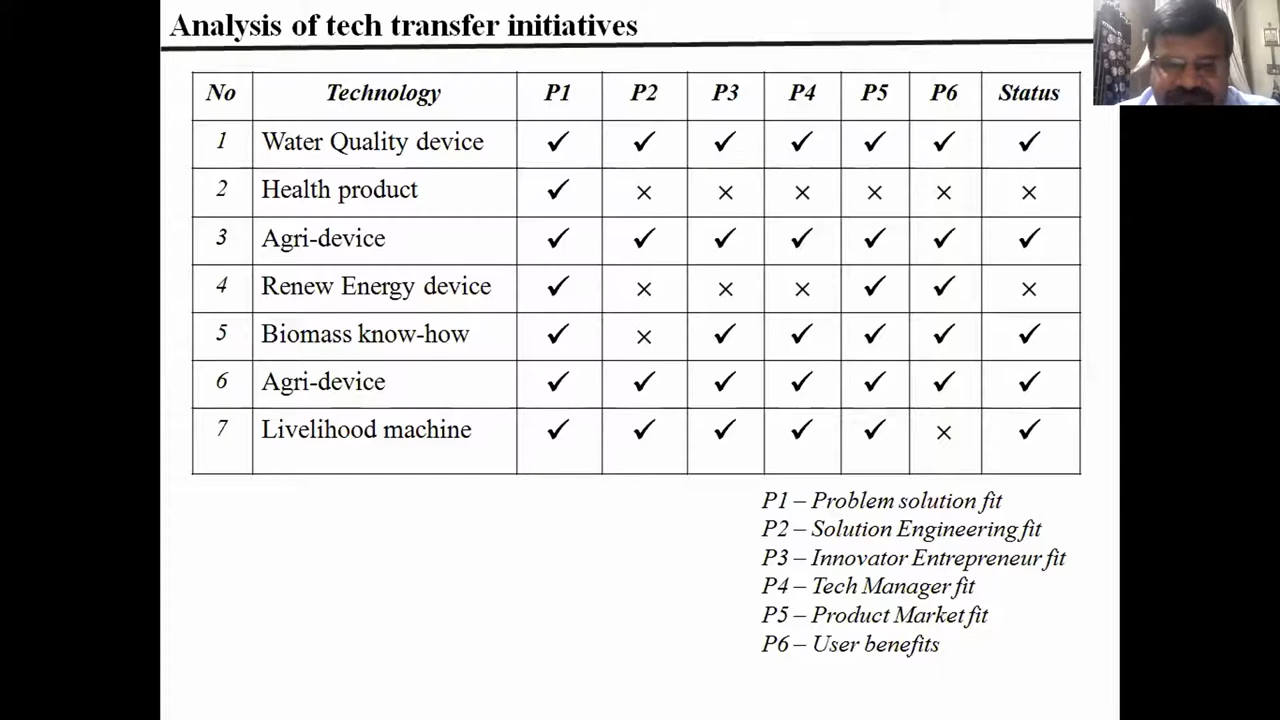 Analysis of tech transfer initiatives
No Technology P1 P2 P3 P4 P5 P6 Status
1 Water Quality device ✓ ✓ ✓ ✓ ✓ ✓ ✓
2 Health product ✓ × × × × × ×
3 Agri-device ✓ ✓ ✓ ✓ ✓ ✓ ✓
4 Renew Energy device ✓ × × × ✓ ✓ ×
5 Biomass know-how ✓ × ✓ ✓ ✓ ✓ ✓
6 Agri-device ✓ ✓ ✓ ✓ ✓ ✓ ✓
7 Livelihood machine ✓ ✓ ✓ ✓ ✓ × ✓
P1 – Problem solution fit
P2 – Solution Engineering fit
P3 – Innovator Entrepreneur fit
P4 – Tech Manager fit
P5 – Product Market fit
P6 – User benefits